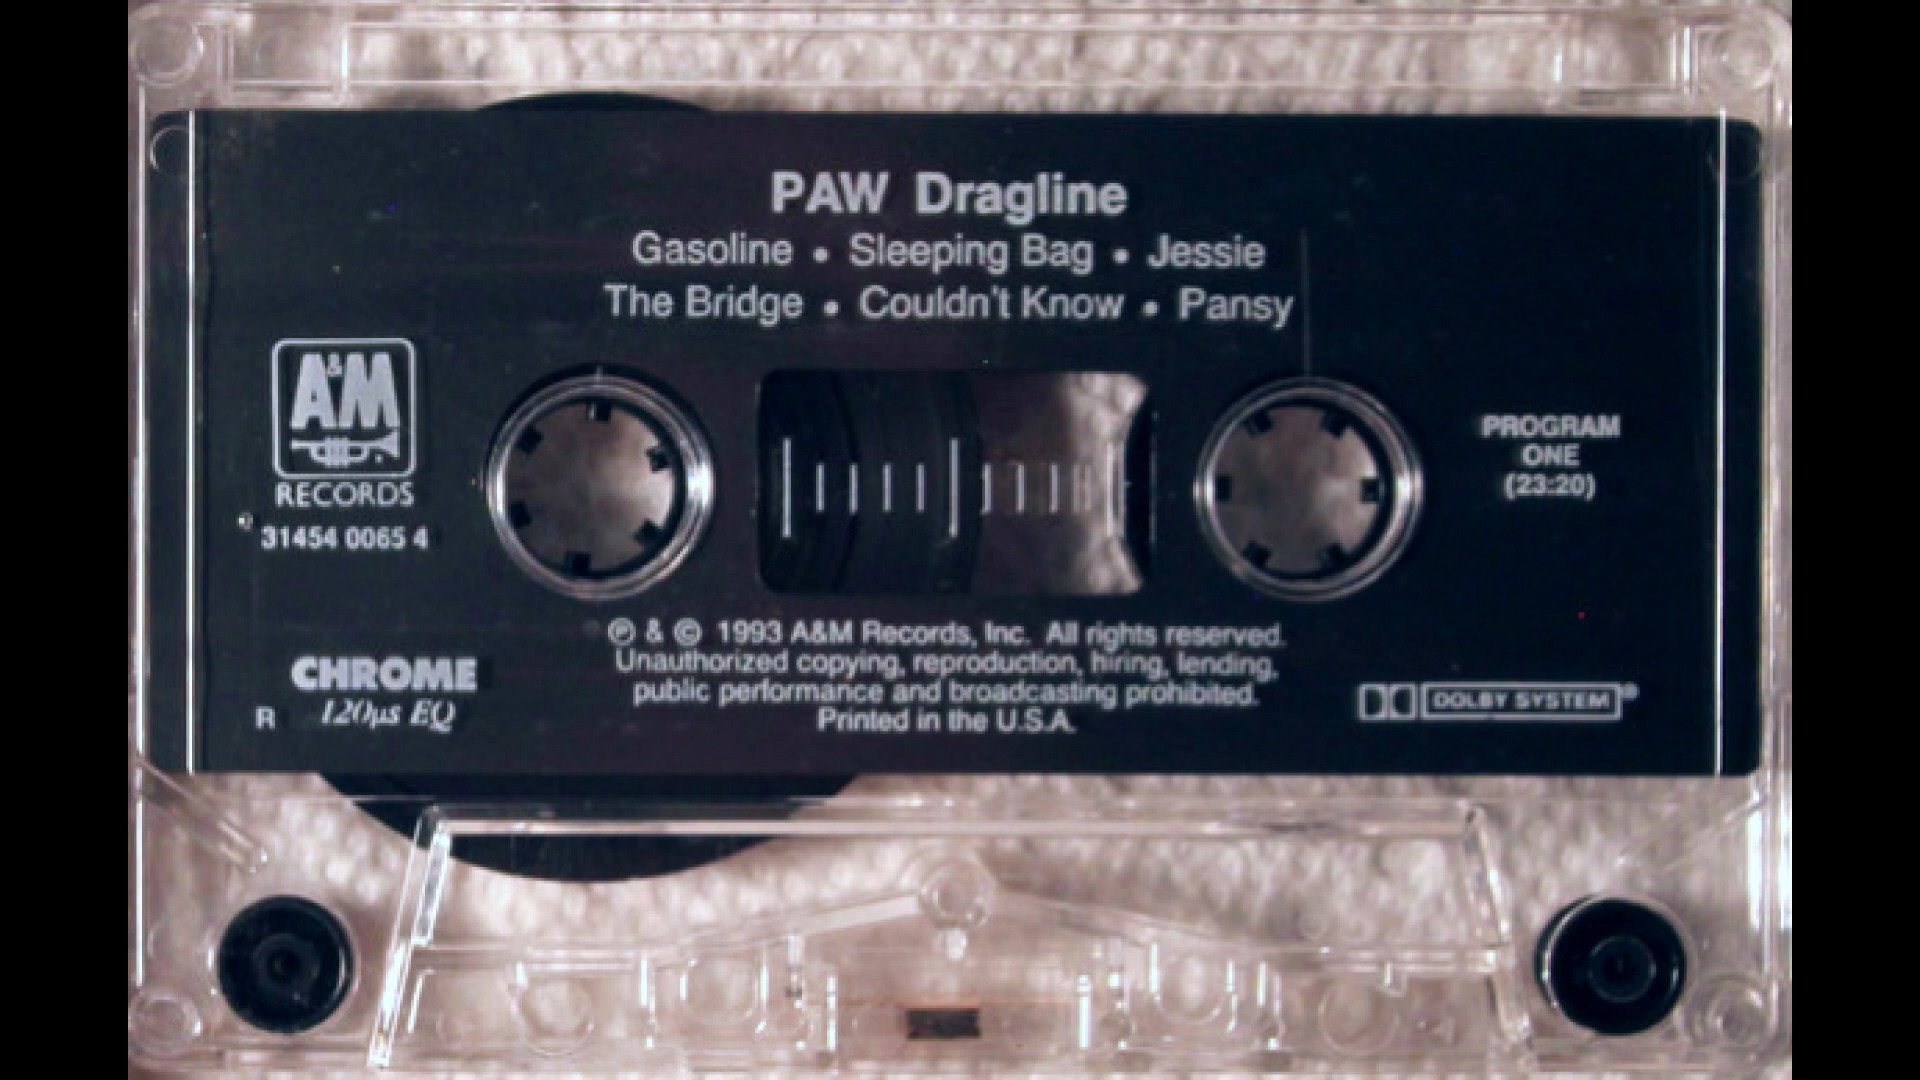 PAW Dragline
Gasoline • Sleeping Bag • Jessie
The Bridge • Couldn't Know • Pansy
A&M
RECORDS
31454 0065 4
PROGRAM
ONE
(23:20)
CHROME
120µs EQ
R
℗ & © 1993 A&M Records, Inc. All rights reserved.
Unauthorized copying, reproduction, hiring, lending,
public performance and broadcasting prohibited.
Printed in the U.S.A.
DOLBY SYSTEM®